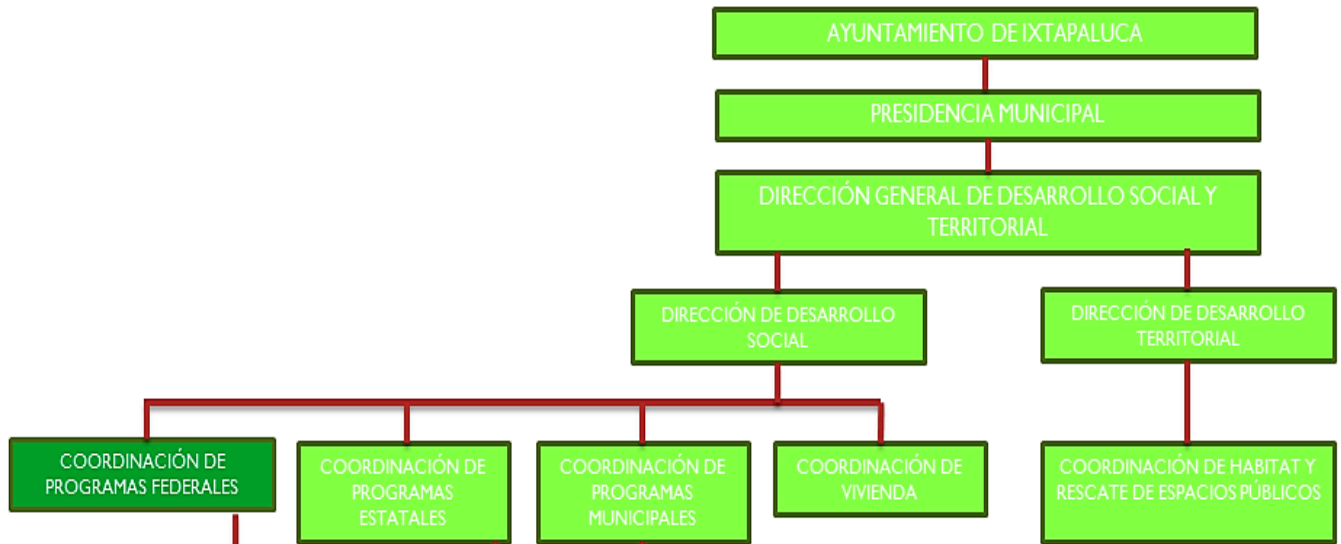 AYUNTAMIENTO DE IXTAPALUCA
PRESIDENCIA MUNICIPAL
DIRECCIÓN GENERAL DE DESARROLLO SOCIAL Y
TERRITORIAL
DIRECCIÓN DE DESARROLLO
SOCIAL
DIRECCIÓN DE DESARROLLO
TERRITORIAL
COORDINACIÓN DE
PROGRAMAS FEDERALES
COORDINACIÓN DE
PROGRAMAS
ESTATALES
COORDINACIÓN DE
PROGRAMAS
MUNICIPALES
COORDINACIÓN DE
VIVIENDA
COORDINACIÓN DE HABITAT Y
RESCATE DE ESPACIOS PÚBLICOS